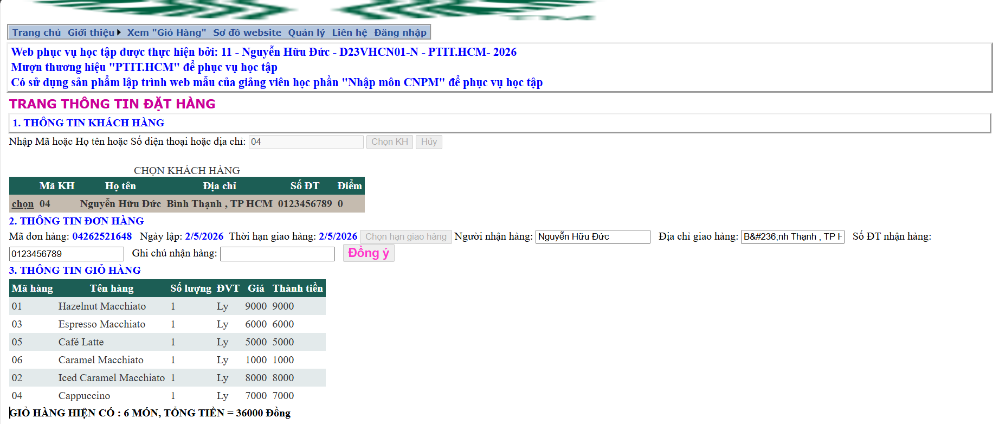 Trang chủ Giới thiệu Xem "Giỏ Hàng" Sơ đồ website Quản lý Liên hệ Đăng nhập
Web phục vụ học tập được thực hiện bởi: 11 - Nguyễn Hữu Đức - D23VHCN01-N - PTIT.HCM- 2026
Mượn thương hiệu "PTIT.HCM" để phục vụ học tập
Có sử dụng sản phẩm lập trình web mẫu của giảng viên học phần "Nhập môn CNPM" để phục vụ học tập
TRANG THÔNG TIN ĐẶT HÀNG
1. THÔNG TIN KHÁCH HÀNG
Nhập Mã hoặc Họ tên hoặc Số điện thoại hoặc địa chỉ: 04 Chọn KH Hủy
CHỌN KHÁCH HÀNG
Mã KH Họ tên Địa chỉ Số ĐT Điểm
chọn 04 Nguyễn Hữu Đức Bình Thạnh , TP HCM 0123456789 0
2. THÔNG TIN ĐƠN HÀNG
Mã đơn hàng: 04262521648 Ngày lập: 2/5/2026 Thời hạn giao hàng: 2/5/2026 Chọn hạn giao hàng Người nhận hàng: Nguyễn Hữu Đức Địa chỉ giao hàng: B&#236;nh Thạnh , TP H Số ĐT nhận hàng:
0123456789 Ghi chú nhận hàng: Đồng ý
3. THÔNG TIN GIỎ HÀNG
Mã hàng Tên hàng Số lượng ĐVT Giá Thành tiền
01 Hazelnut Macchiato 1 Ly 9000 9000
03 Espresso Macchiato 1 Ly 6000 6000
05 Café Latte 1 Ly 5000 5000
06 Caramel Macchiato 1 Ly 1000 1000
02 Iced Caramel Macchiato 1 Ly 8000 8000
04 Cappuccino 1 Ly 7000 7000
GIỎ HÀNG HIỆN CÓ : 6 MÓN, TỔNG TIỀN = 36000 Đồng